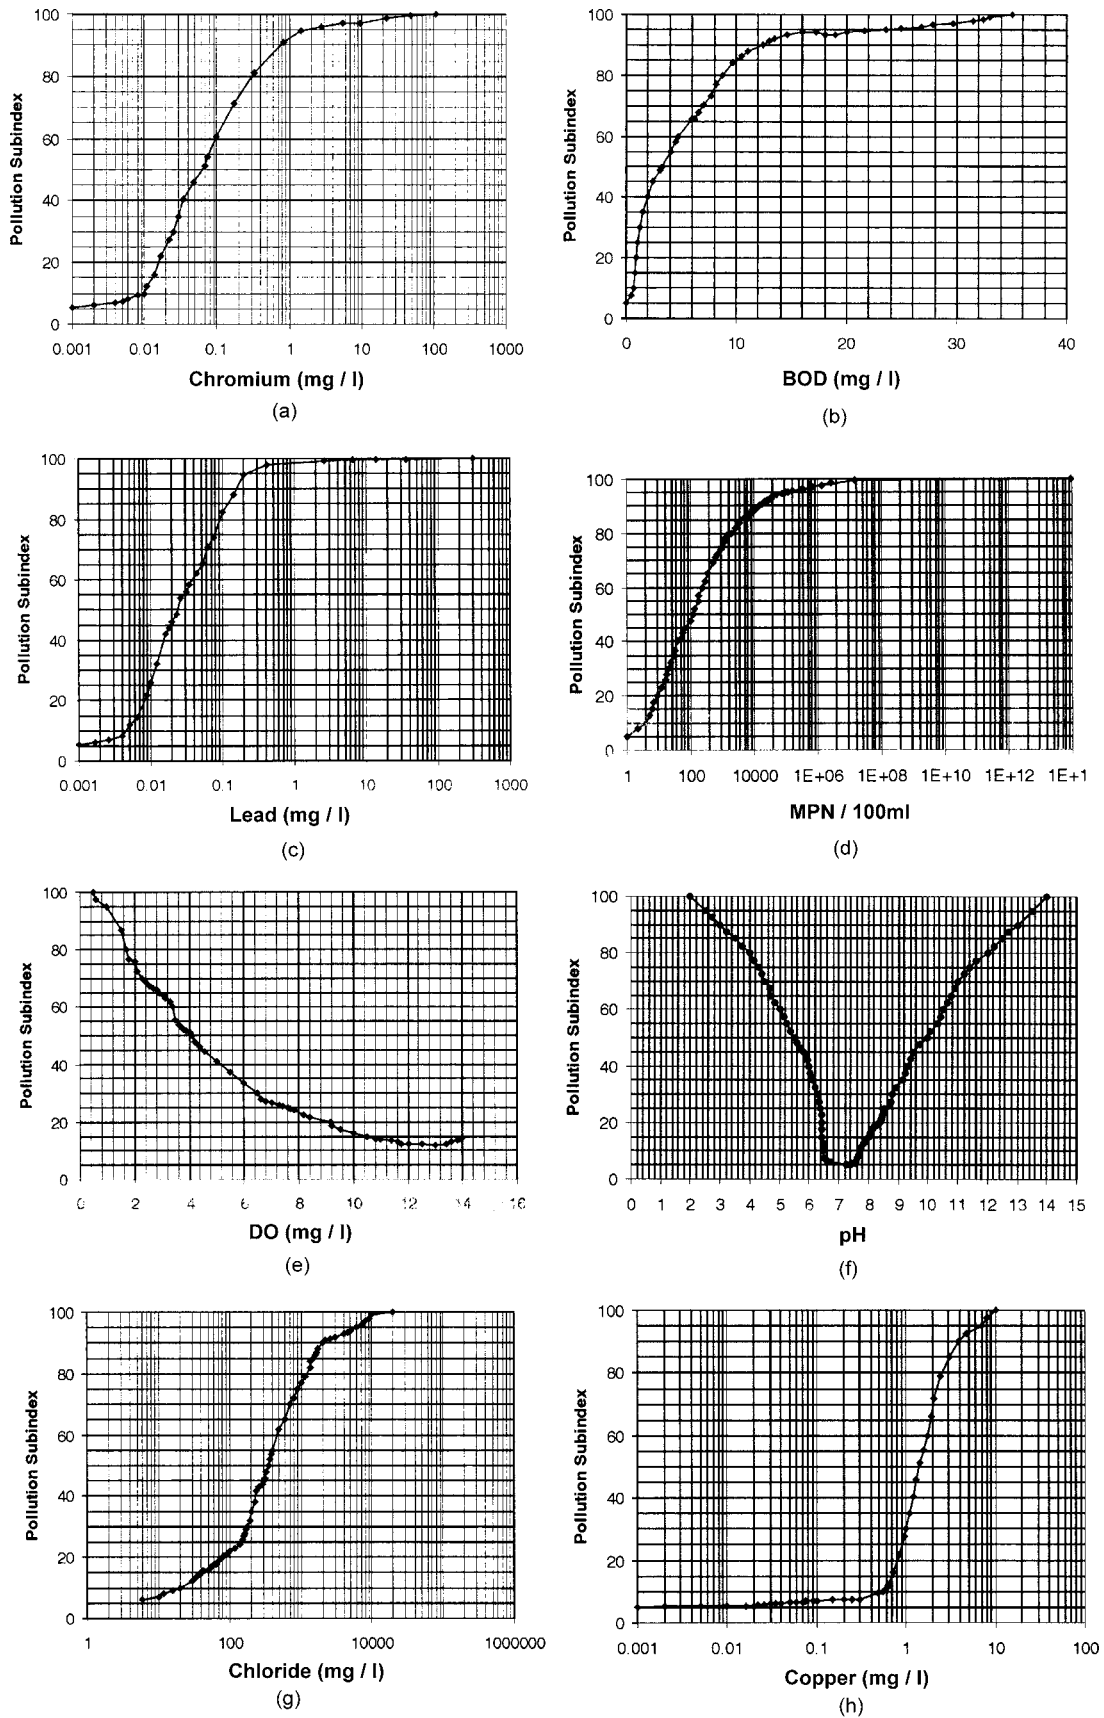 Pollution Subindex
100
80
60
40
20
0
0.001 0.01 0.1 1 10 100 1000
Chromium (mg / l)
(a)
Pollution Subindex
100
80
60
40
20
0
0 10 20 30 40
BOD (mg / l)
(b)
Pollution Subindex
100
80
60
40
20
0
0.001 0.01 0.1 1 10 100 1000
Lead (mg / l)
(c)
Pollution Subindex
100
80
60
40
20
0
1 100 10000 1E+06 1E+08 1E+10 1E+12 1E+1
MPN / 100ml
(d)
Pollution Subindex
100
80
60
40
20
0
2 4 6 8 10 12 14 16
DO (mg / l)
(e)
Pollution Subindex
100
80
60
40
20
0
0 1 2 3 4 5 6 7 8 9 10 11 12 13 14 15
pH
(f)
Pollution Subindex
100
80
60
40
20
0
1 100 10000 1000000
Chloride (mg / l)
(g)
Pollution Subindex
100
80
60
40
20
0
0.001 0.01 0.1 1 10 100
Copper (mg / l)
(h)